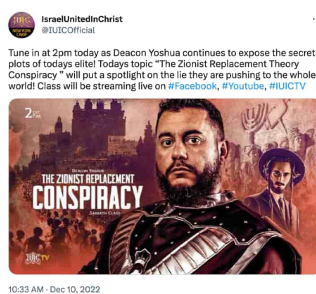 IsraelUnitedInChrist
@IUICOfficial
Tune in at 2pm today as Deacon Yoshua continues to expose the secret
plots of todays elite! Todays topic “The Zionist Replacement Theory
Conspiracy ” will put a spotlight on the lie they are pushing to the whole
world! Class will be streaming live on #Facebook, #Youtube, #IUICTV
DEACON YOSHUA
THE ZIONIST REPLACEMENT
CONSPIRACY
SABBATH CLASS
IUIC TV
10:33 AM · Dec 10, 2022